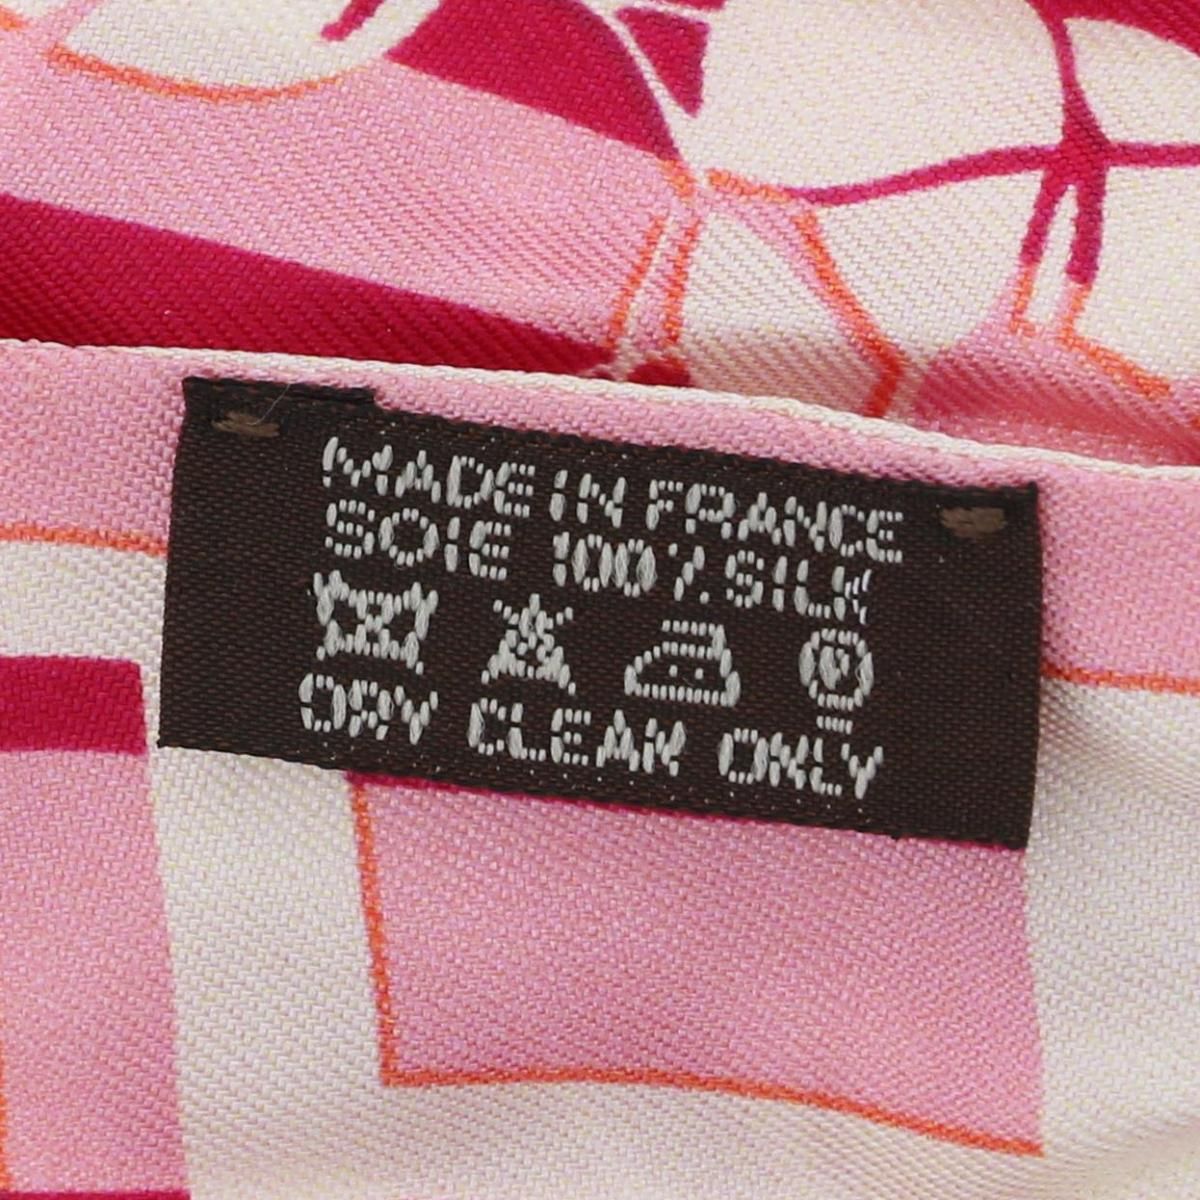 MADE IN FRANCE
SOIE 100% SILK
P
DRY CLEAN ONLY